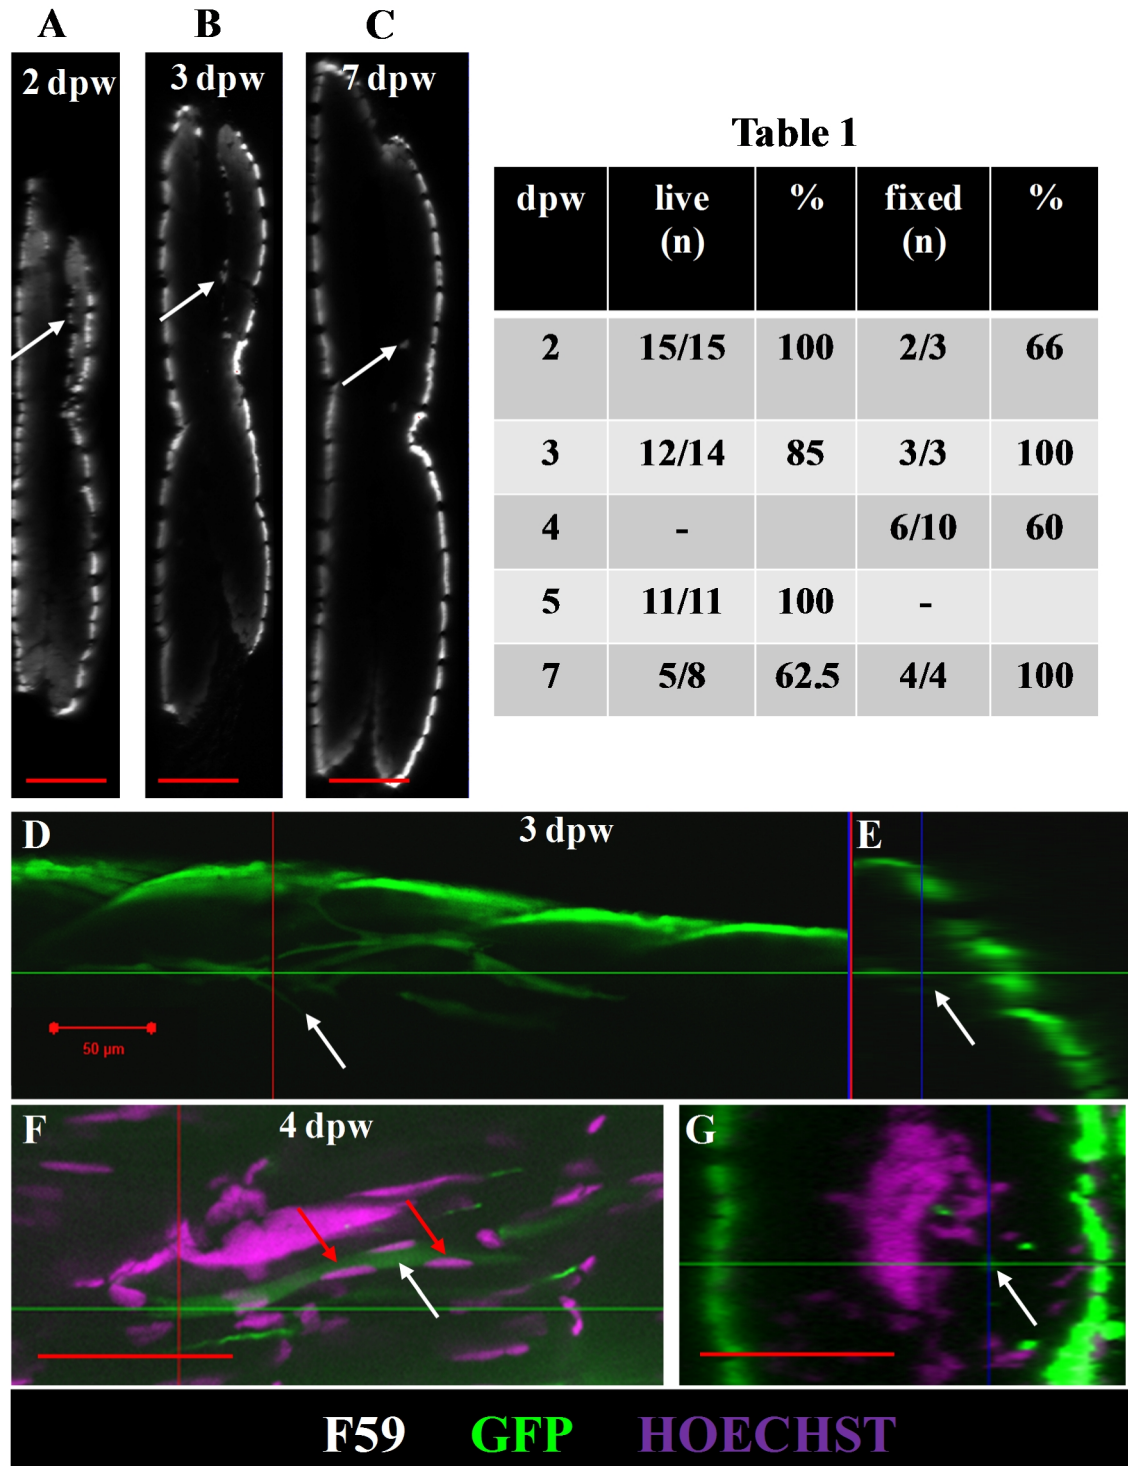 A B C
2 dpw 3 dpw 7 dpw
Table 1
dpw live (n) % fixed (n) %
2 15/15 100 2/3 66
3 12/14 85 3/3 100
4 - 6/10 60
5 11/11 100 -
7 5/8 62.5 4/4 100
D 3 dpw E
50 µm
F 4 dpw G
F59 GFP HOECHST